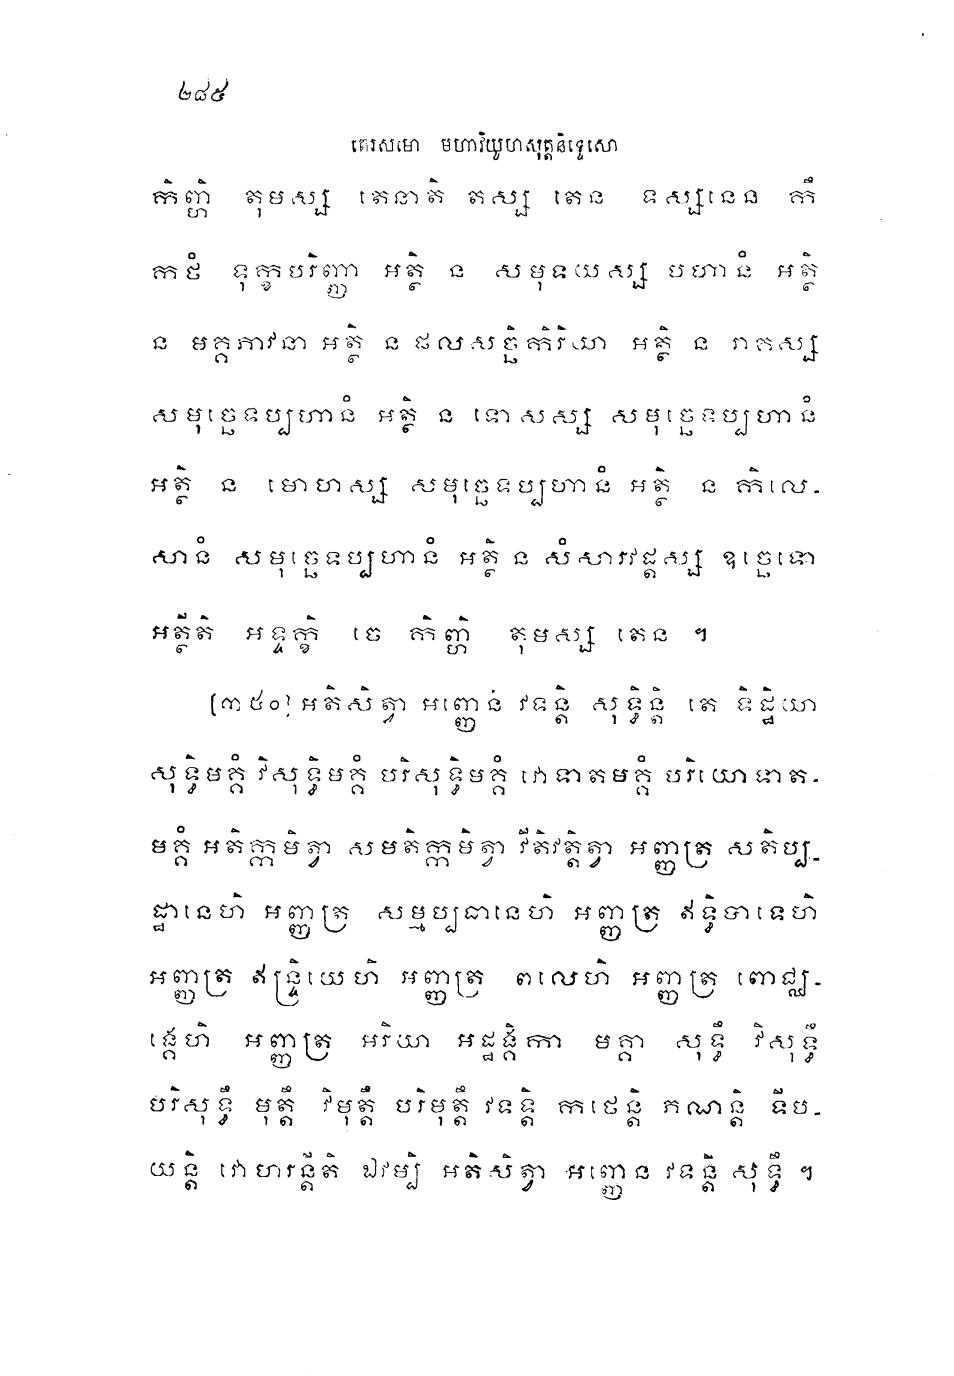 ២៨៥
តេរសមោ មហាវិយូហសុត្តនិទ្ទេសោ
កិញ្ហិ តុមស្ស តេនាតិ តស្ស តេន ទស្សនេន កឹ
កថំ ទុក្ខបរិញ្ញា អត្ថិ ន សមុទយស្ស បហានំ អត្ថិ
ន មគ្គភាវនា អត្ថិ ន ផលសច្ឆិកិរិយា អត្ថិ ន រាគស្ស
សមុច្ឆេទប្បហានំ អត្ថិ ន ទោសស្ស សមុច្ឆេទប្បហានំ
អត្ថិ ន មោហស្ស សមុច្ឆេទប្បហានំ អត្ថិ ន កិលេ-
សានំ សមុច្ឆេទប្បហានំ អត្ថិ ន សំសារវដ្តស្ស ឧច្ឆេទោ
អត្ថីតិ អទ្ទក្ខិ ចេ កិញ្ហិ តុមស្ស តេន ។
[៣៥០] អតិសិត្វា អញ្ញេន វទន្តិ សុទ្ធិន្តិ តេ ទិដ្ឋិយា
សុទ្ធិមគ្គំ វិសុទ្ធិមគ្គំ បរិសុទ្ធិមគ្គំ វោទាតមគ្គំ បរិយោទាត-
មគ្គំ អតិក្កមិត្វា សមតិក្កមិត្វា វីតិវត្តិត្វា អញ្ញត្រ សតិប្ប-
ដ្ឋានេហិ អញ្ញត្រ សម្មប្បធានេហិ អញ្ញត្រ ឥទ្ធិបាទេហិ
អញ្ញត្រ ឥន្ទ្រិយេហិ អញ្ញត្រ ពលេហិ អញ្ញត្រ ពោជ្ឈ-
ង្គេហិ អញ្ញត្រ អរិយា អដ្ឋង្គិកា មគ្គា សុទ្ធឹ វិសុទ្ធឹ
បរិសុទ្ធឹ មុត្តឹ វិមុត្តឹ បរិមុត្តឹ វទន្តិ កថេន្តិ ភណន្តិ ទីប-
យន្តិ វោហរន្តីតិ ឯវម្បិ អតិសិត្វា អញ្ញេន វទន្តិ សុទ្ធឹ ។